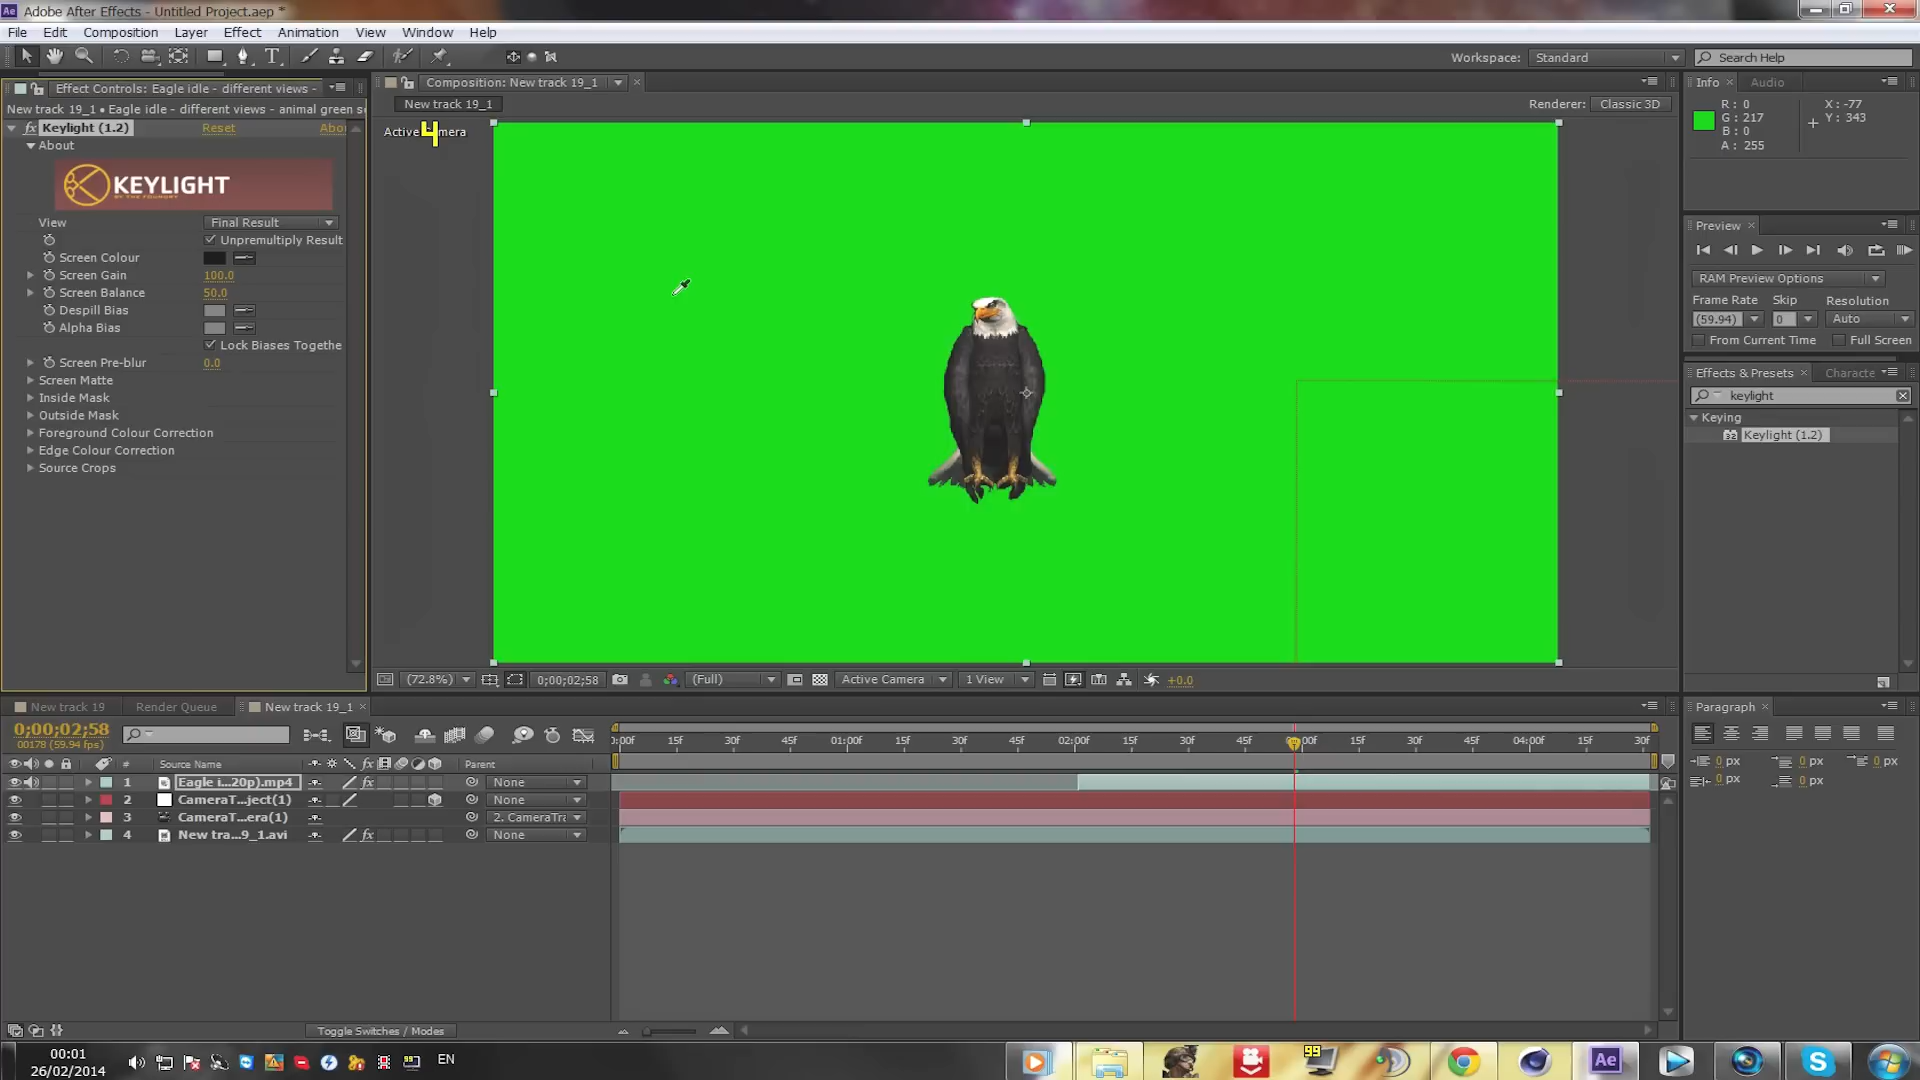 Ae Adobe After Effects - Untitled Project.aep *
File Edit Composition Layer Effect Animation View Window Help
Workspace: Standard Search Help
Effect Controls: Eagle idle - different views -
New track 19_1 • Eagle idle - different views - animal green s
fx Keylight (1.2) Reset Abo
About
KEYLIGHT
BY THE FOUNDRY
View Final Result
Unpremultiply Result
Screen Colour
Screen Gain 100.0
Screen Balance 50.0
Despill Bias
Alpha Bias
Lock Biases Togethe
Screen Pre-blur 0.0
Screen Matte
Inside Mask
Outside Mask
Foreground Colour Correction
Edge Colour Correction
Source Crops
Composition: New track 19_1
New track 19_1
Renderer: Classic 3D
Active Camera
4
(72.8%) 0;00;02;58 (Full) Active Camera 1 View +0.0
Info Audio
R : 0
G : 217
B : 0
A : 255
X : -77
Y : 343
Preview
RAM Preview Options
Frame Rate Skip Resolution
(59.94) 0 Auto
From Current Time Full Screen
Effects & Presets Characte
keylight
Keying
32 Keylight (1.2)
New track 19 Render Queue New track 19_1
0;00;02;58
00178 (59.94 fps)
):00f 15f 30f 45f 01:00f 15f 30f 45f 02:00f 15f 30f 45f 00f 15f 30f 45f 04:00f 15f 30f
# Source Name fx Parent
1 Eagle i...20p).mp4 fx None
2 CameraT...ject(1) None
3 CameraT...era(1) 2. CameraTra
4 New tra...9_1.avi fx None
Toggle Switches / Modes
Paragraph
0 px 0 px 0 px
0 px 0 px
00:01
26/02/2014
EN
99
Ae